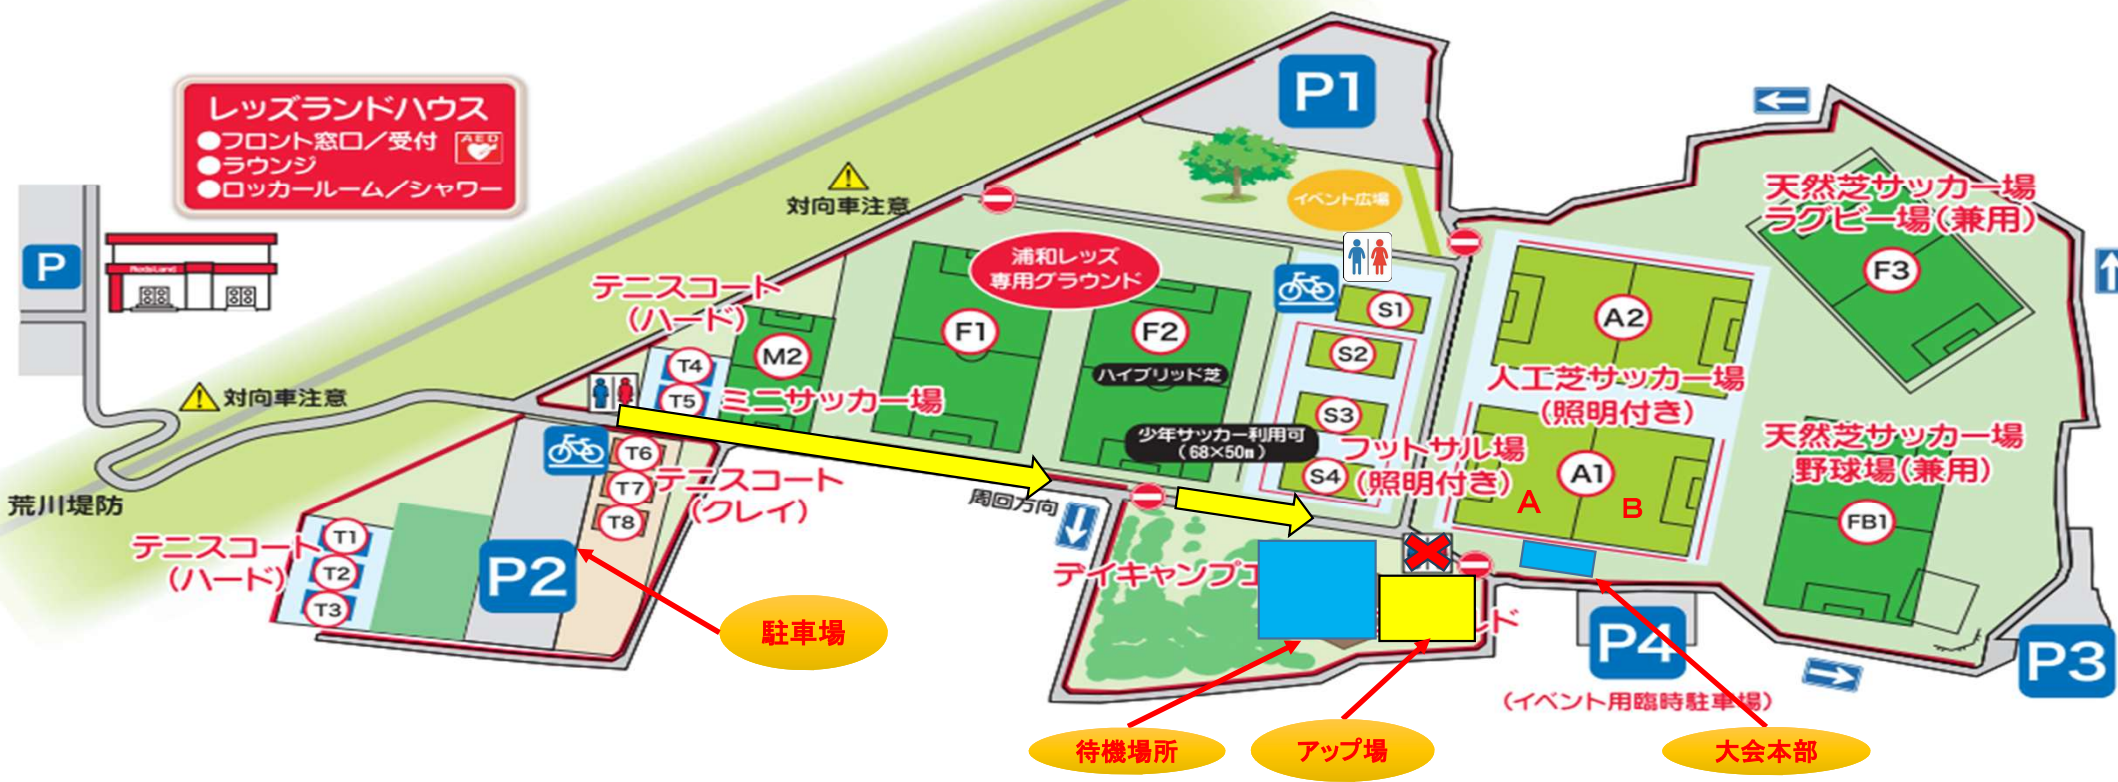 レッズランドハウス
●フロント窓口/受付
AED
●ラウンジ
●ロッカールーム/シャワー
P
RedsLand
対向車注意
対向車注意
荒川堤防
P1
イベント広場
浦和レッズ
専用グラウンド
テニスコート
(ハード)
T4
T5
M2
ミニサッカー場
F1
F2
ハイブリッド芝
少年サッカー利用可
(68×50m)
S1
S2
S3
S4
フットサル場
(照明付き)
A2
人工芝サッカー場
(照明付き)
A1
A
B
天然芝サッカー場
ラグビー場(兼用)
F3
天然芝サッカー場
野球場(兼用)
FB1
T6
T7
T8
テニスコート
(クレイ)
テニスコート
(ハード)
T1
T2
T3
P2
駐車場
周回方向
デイキャンプ
ド
P4
(イベント用臨時駐車場)
P3
待機場所
アップ場
大会本部